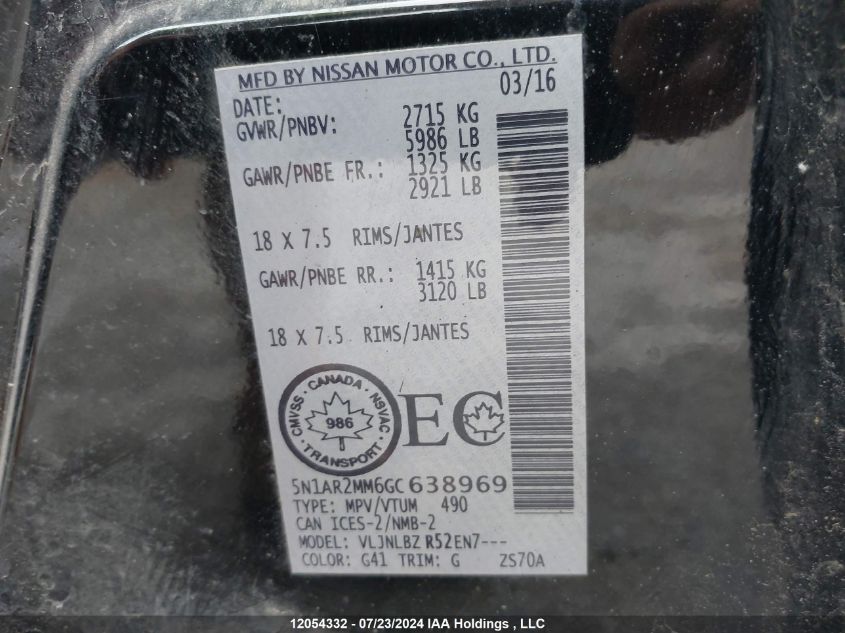 MFD BY NISSAN MOTOR CO., LTD.
DATE: 03/16
GVWR/PNBV: 2715 KG
5986 LB
GAWR/PNBE FR.: 1325 KG
2921 LB
18 X 7.5 RIMS/JANTES
GAWR/PNBE RR.: 1415 KG
3120 LB
18 X 7.5 RIMS/JANTES
CMVSS · CANADA · NSVAC · TRANSPORT ·
986
EC
5N1AR2MM6GC638969
TYPE: MPV/VTUM 490
CAN ICES-2/NMB-2
MODEL: VLJNLBZ R52EN7---
COLOR: G41 TRIM: G ZS70A
12054332 - 07/23/2024 IAA Holdings , LLC